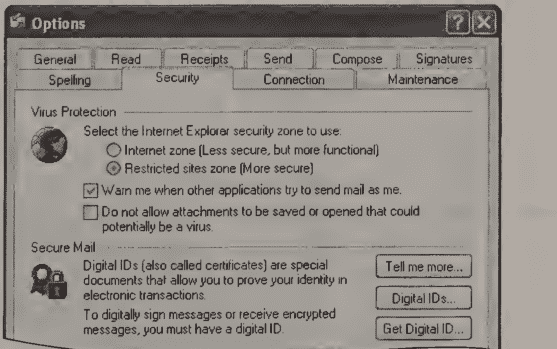 Options
General Read Receipts Send Compose Signatures
Spelling Security Connection Maintenance
Virus Protection
Select the Internet Explorer security zone to use:
Internet zone (Less secure, but more functional)
Restricted sites zone (More secure)
Warn me when other applications try to send mail as me.
Do not allow attachments to be saved or opened that could
potentially be a virus.
Secure Mail
Digital IDs (also called certificates) are special
documents that allow you to prove your identity in
electronic transactions.
Tell me more...
Digital IDs...
To digitally sign messages or receive encrypted
messages, you must have a digital ID.
Get Digital ID...